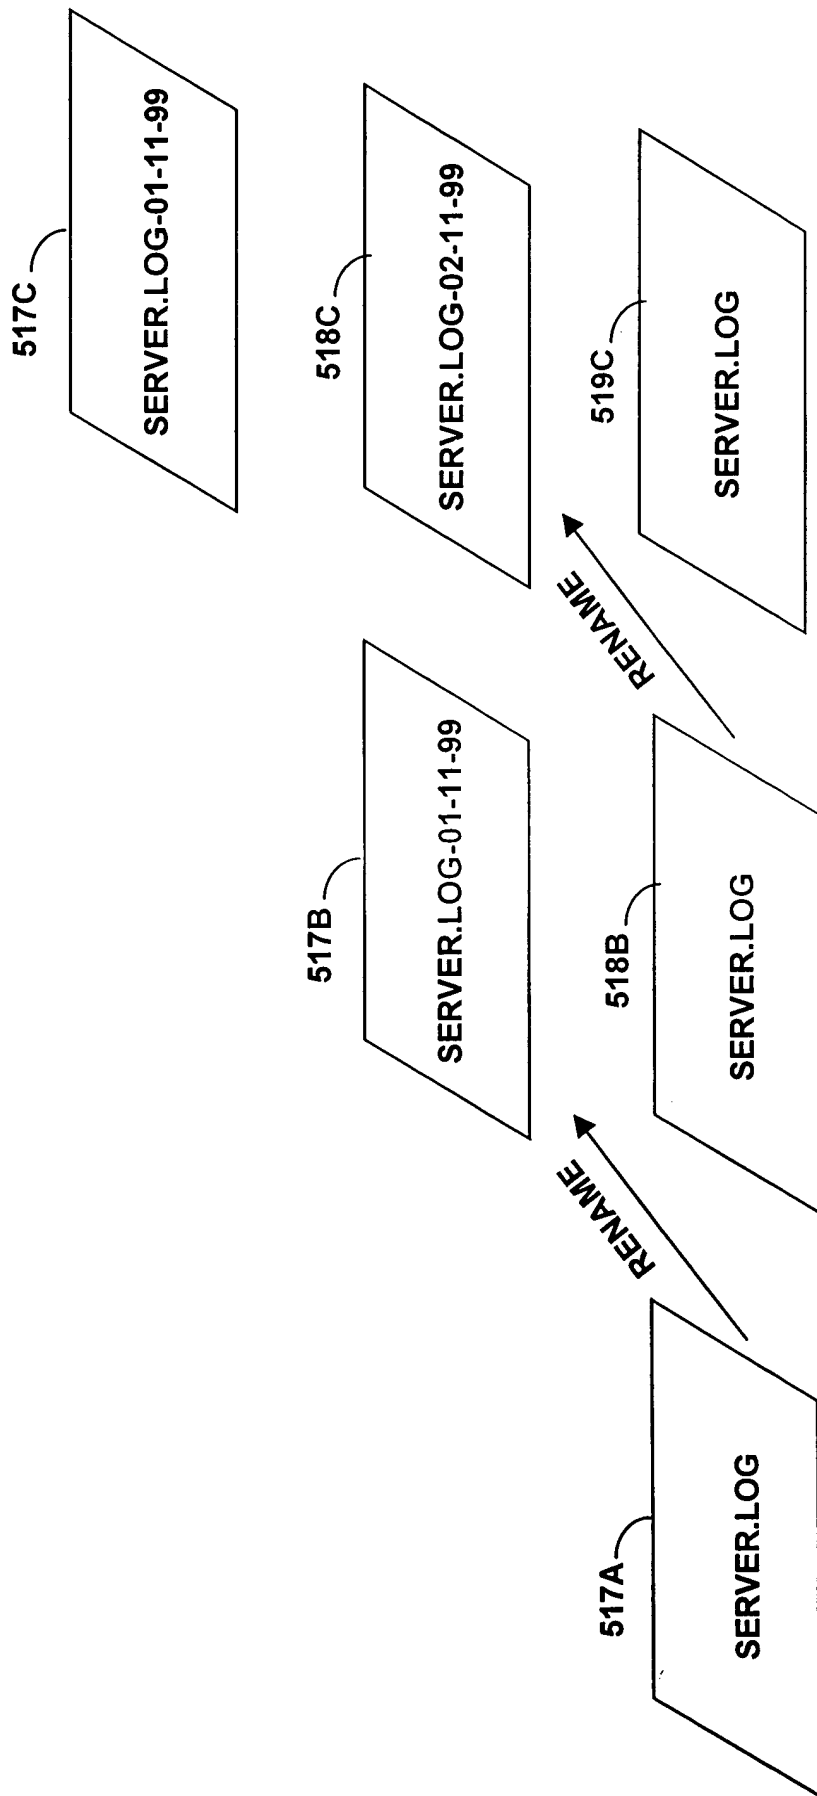 517C
SERVER.LOG-01-11-99
517B
SERVER.LOG-01-11-99
518C
SERVER.LOG-02-11-99
RENAME
RENAME
517A
SERVER.LOG
518B
SERVER.LOG
519C
SERVER.LOG